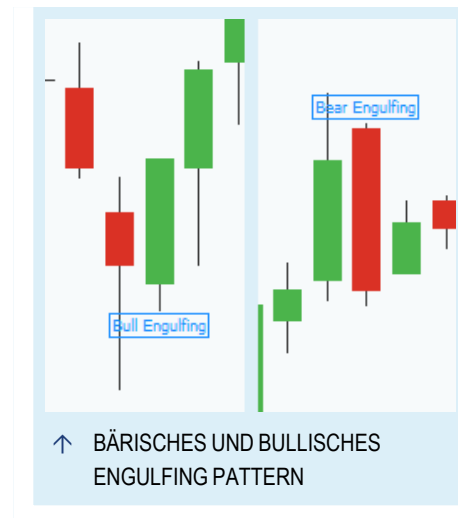 Bear Engulfing
Bull Engulfing
BÄRISCHES UND BULLISCHES
ENGULFING PATTERN